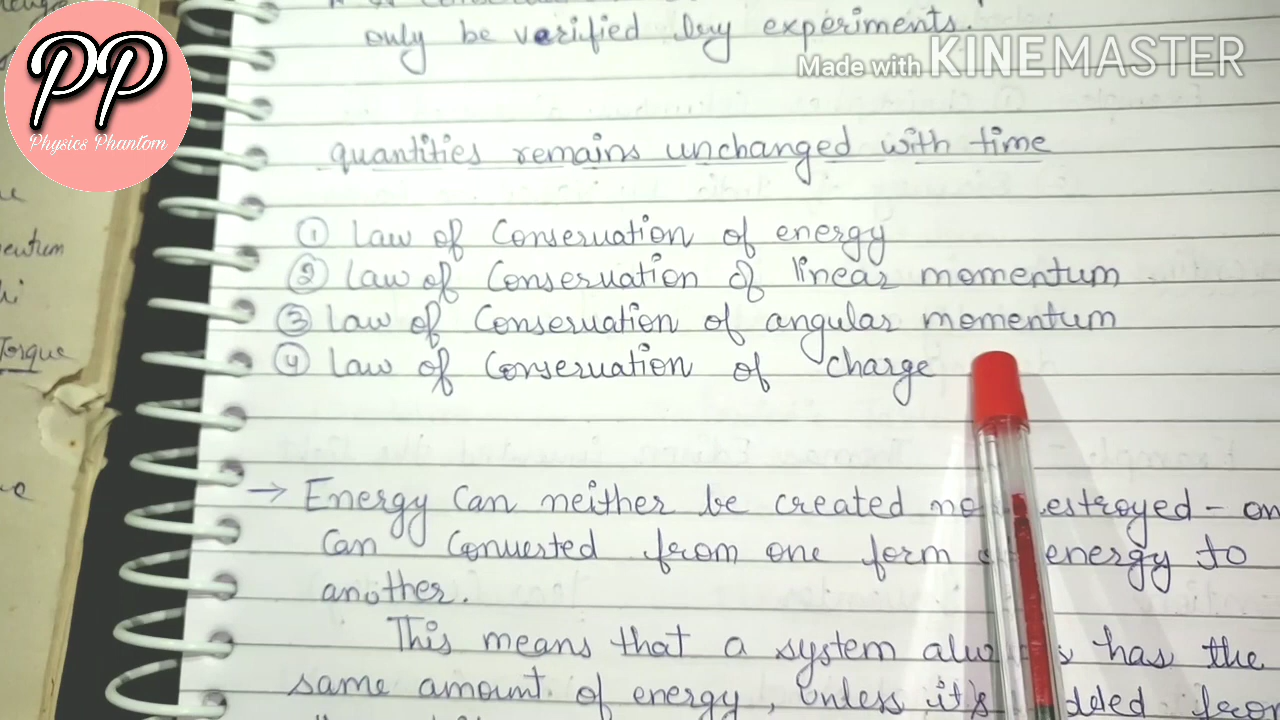 only be verified by experiments.
Made with KINEMASTER
PP
Physics Phantom
quantities remains unchanged with time
① Law of Conservation of energy
② Law of Conservation of linear momentum
③ Law of Conservation of angular momentum
④ Law of Conservation of charge
Torque
→ Energy Can neither be created - on
Can Converted from one form energy to
another.
This means that a system has the
same amount of energy, unless it's